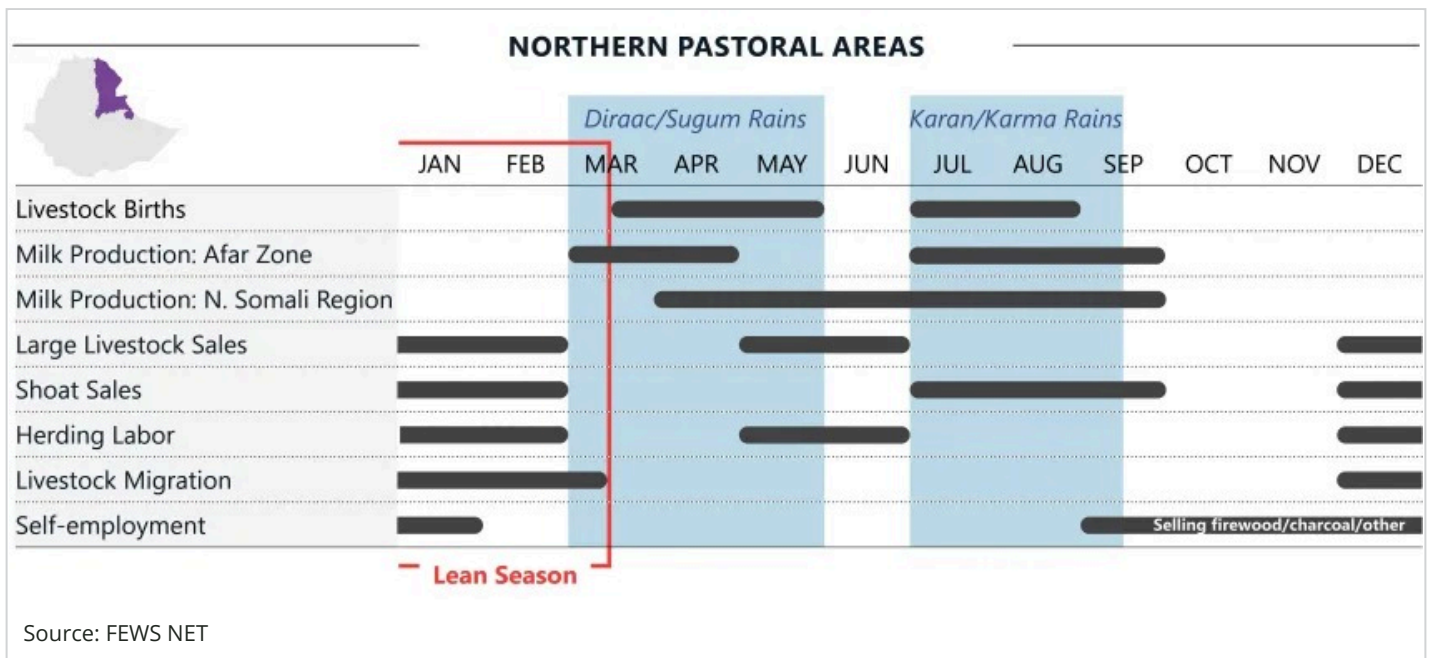 NORTHERN PASTORAL AREAS
Diraac/Sugum Rains Karan/Karma Rains
JAN FEB MAR APR MAY JUN JUL AUG SEP OCT NOV DEC
Livestock Births
Milk Production: Afar Zone
Milk Production: N. Somali Region
Large Livestock Sales
Shoat Sales
Herding Labor
Livestock Migration
Self-employment Selling firewood/charcoal/other
Lean Season
Source: FEWS NET